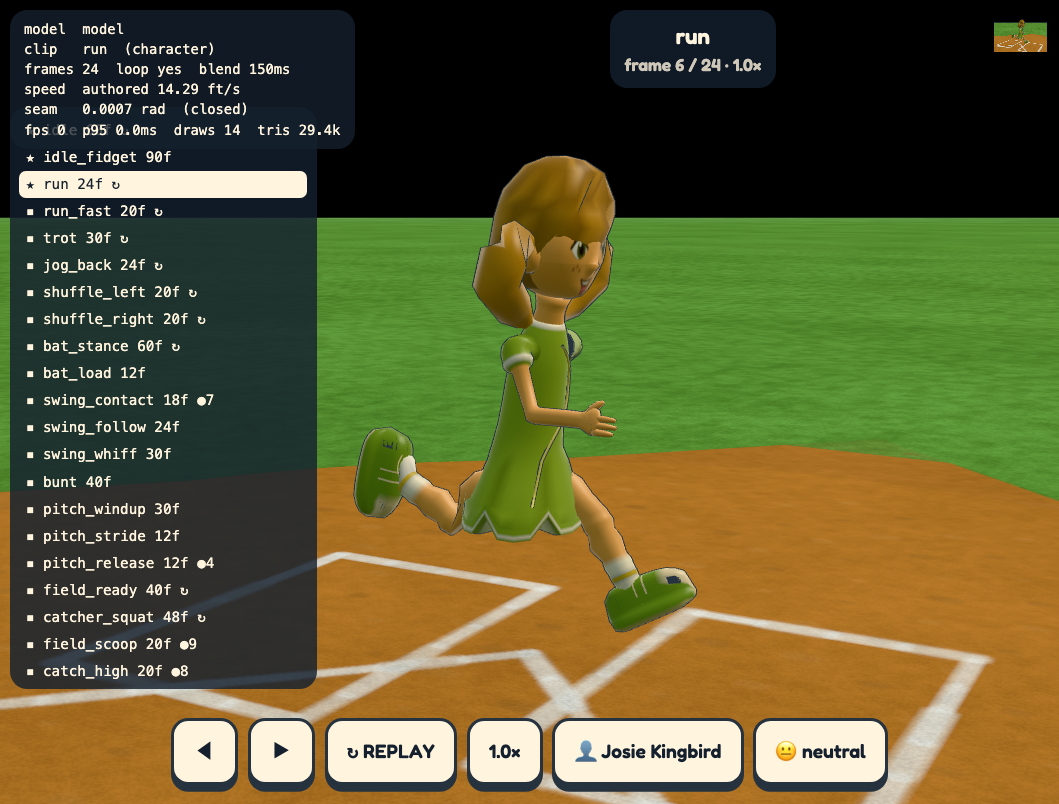 model model
clip run (character)
frames 24 loop yes blend 150ms
speed authored 14.29 ft/s
seam 0.0007 rad (closed)
fps 0 p95 0.0ms draws 14 tris 29.4k
★ idle_fidget 90f
★ run 24f ↻
▪ run_fast 20f ↻
▪ trot 30f ↻
▪ jog_back 24f ↻
▪ shuffle_left 20f ↻
▪ shuffle_right 20f ↻
▪ bat_stance 60f ↻
▪ bat_load 12f
▪ swing_contact 18f ●7
▪ swing_follow 24f
▪ swing_whiff 30f
▪ bunt 40f
▪ pitch_windup 30f
▪ pitch_stride 12f
▪ pitch_release 12f ●4
▪ field_ready 40f ↻
▪ catcher_squat 48f ↻
▪ field_scoop 20f ●9
▪ catch_high 20f ●8
run
frame 6 / 24 · 1.0x
◀ ▶ ↻ REPLAY 1.0x 👤 Josie Kingbird 😐 neutral